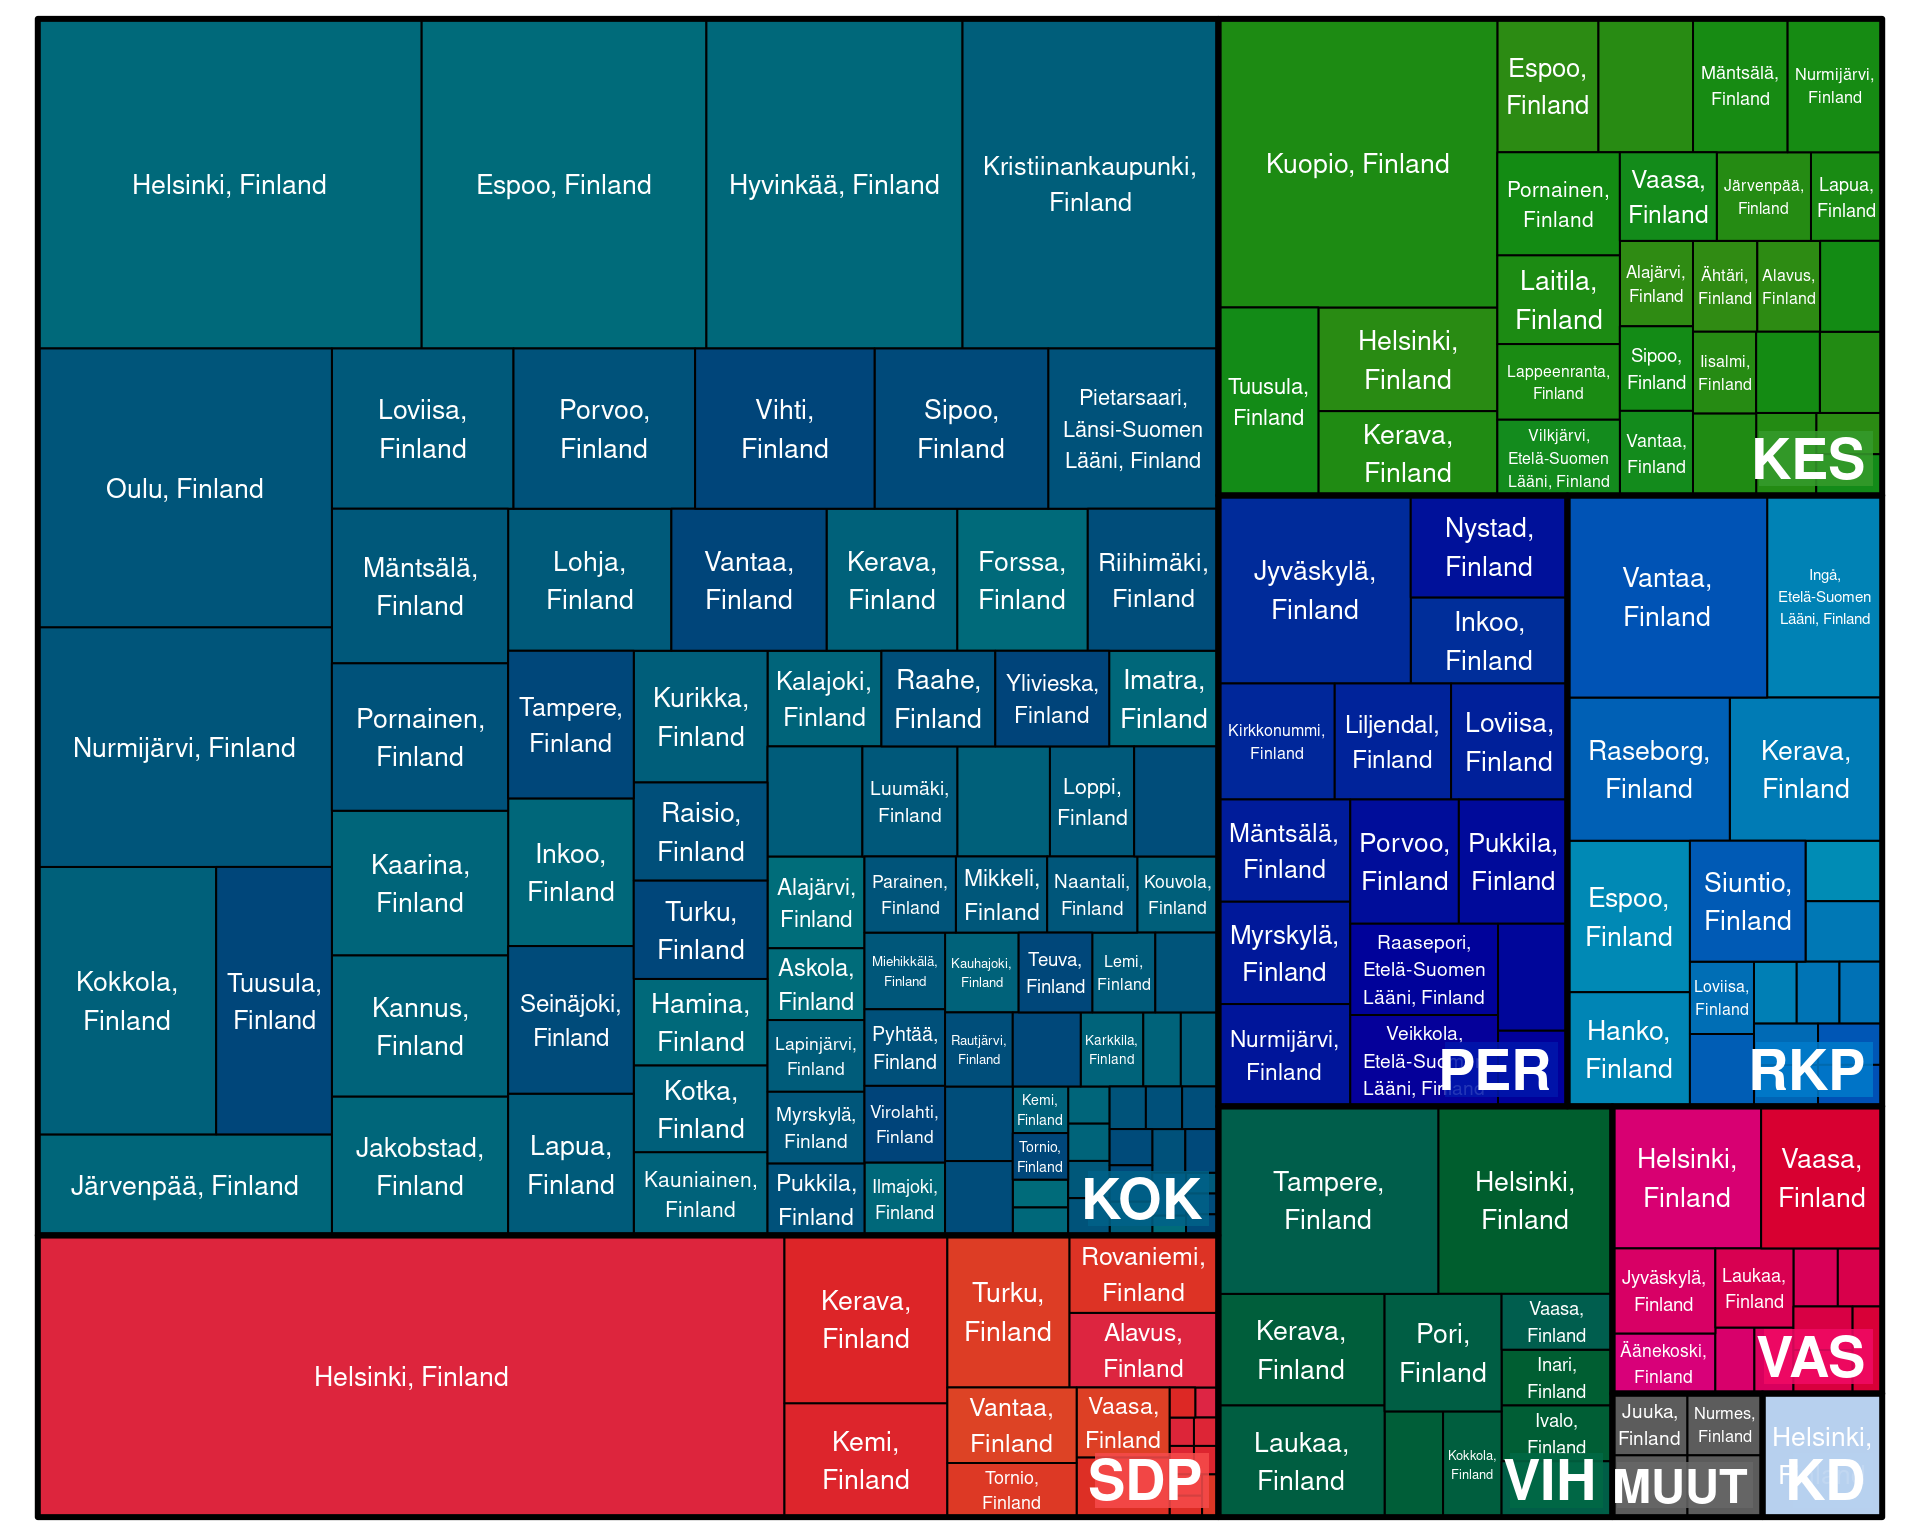 Helsinki, Finland
Espoo, Finland
Hyvinkää, Finland
Kristiinankaupunki,
Finland
Oulu, Finland
Loviisa,
Finland
Porvoo,
Finland
Vihti,
Finland
Sipoo,
Finland
Pietarsaari,
Länsi-Suomen
Lääni, Finland
Nurmijärvi, Finland
Mäntsälä,
Finland
Lohja,
Finland
Vantaa,
Finland
Kerava,
Finland
Forssa,
Finland
Riihimäki,
Finland
Pornainen,
Finland
Tampere,
Finland
Kurikka,
Finland
Kalajoki,
Finland
Raahe,
Finland
Ylivieska,
Finland
Imatra,
Finland
Luumäki,
Finland
Loppi,
Finland
Kaarina,
Finland
Inkoo,
Finland
Raisio,
Finland
Turku,
Finland
Alajärvi,
Finland
Parainen,
Finland
Mikkeli,
Finland
Naantali,
Finland
Kouvola,
Finland
Kokkola,
Finland
Tuusula,
Finland
Kannus,
Finland
Seinäjoki,
Finland
Hamina,
Finland
Askola,
Finland
Miehikkälä,
Finland
Kauhajoki,
Finland
Teuva,
Finland
Lemi,
Finland
Lapinjärvi,
Finland
Pyhtää,
Finland
Rautjärvi,
Finland
Karkkila,
Finland
Järvenpää, Finland
Jakobstad,
Finland
Lapua,
Finland
Kotka,
Finland
Kauniainen,
Finland
Myrskylä,
Finland
Virolahti,
Finland
Kemi,
Finland
Tornio,
Finland
Pukkila,
Finland
Ilmajoki,
Finland
KOK
Helsinki, Finland
Kerava,
Finland
Kemi,
Finland
Turku,
Finland
Rovaniemi,
Finland
Alavus,
Finland
Vantaa,
Finland
Vaasa,
Finland
Tornio,
Finland
SDP
Kuopio, Finland
Espoo,
Finland
Mäntsälä,
Finland
Nurmijärvi,
Finland
Pornainen,
Finland
Vaasa,
Finland
Järvenpää,
Finland
Lapua,
Finland
Laitila,
Finland
Alajärvi,
Finland
Ähtäri,
Finland
Alavus,
Finland
Tuusula,
Finland
Helsinki,
Finland
Kerava,
Finland
Lappeenranta,
Finland
Sipoo,
Finland
Iisalmi,
Finland
Vilkjärvi,
Etelä-Suomen
Lääni, Finland
Vantaa,
Finland
KES
Jyväskylä,
Finland
Nystad,
Finland
Inkoo,
Finland
Kirkkonummi,
Finland
Liljendal,
Finland
Loviisa,
Finland
Mäntsälä,
Finland
Porvoo,
Finland
Pukkila,
Finland
Myrskylä,
Finland
Raasepori,
Etelä-Suomen
Lääni, Finland
Nurmijärvi,
Finland
Veikkola,
Etelä-Suomen
Lääni, Finland
PER
Vantaa,
Finland
Ingå,
Etelä-Suomen
Lääni, Finland
Raseborg,
Finland
Kerava,
Finland
Espoo,
Finland
Siuntio,
Finland
Loviisa,
Finland
Hanko,
Finland
RKP
Tampere,
Finland
Helsinki,
Finland
Kerava,
Finland
Pori,
Finland
Vaasa,
Finland
Inari,
Finland
Laukaa,
Finland
Kokkola,
Finland
Ivalo,
Finland
VIH
Helsinki,
Finland
Vaasa,
Finland
Jyväskylä,
Finland
Laukaa,
Finland
Äänekoski,
Finland
VAS
Juuka,
Finland
Nurmes,
Finland
MUUT
Helsinki,
KD